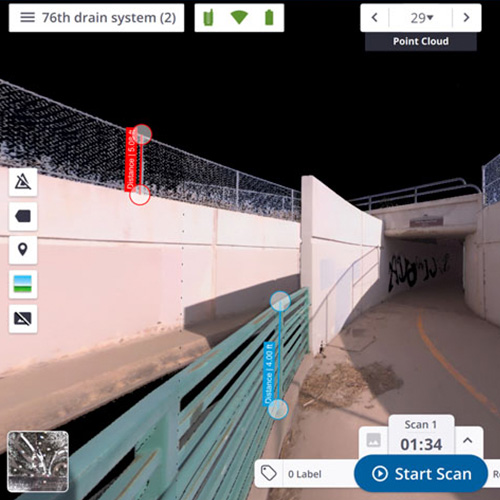 76th drain system (2)
29
Point Cloud
Distance | 5.08 ft
Distance | 4.00 ft
Scan 1
01:34
0 Label
Start Scan